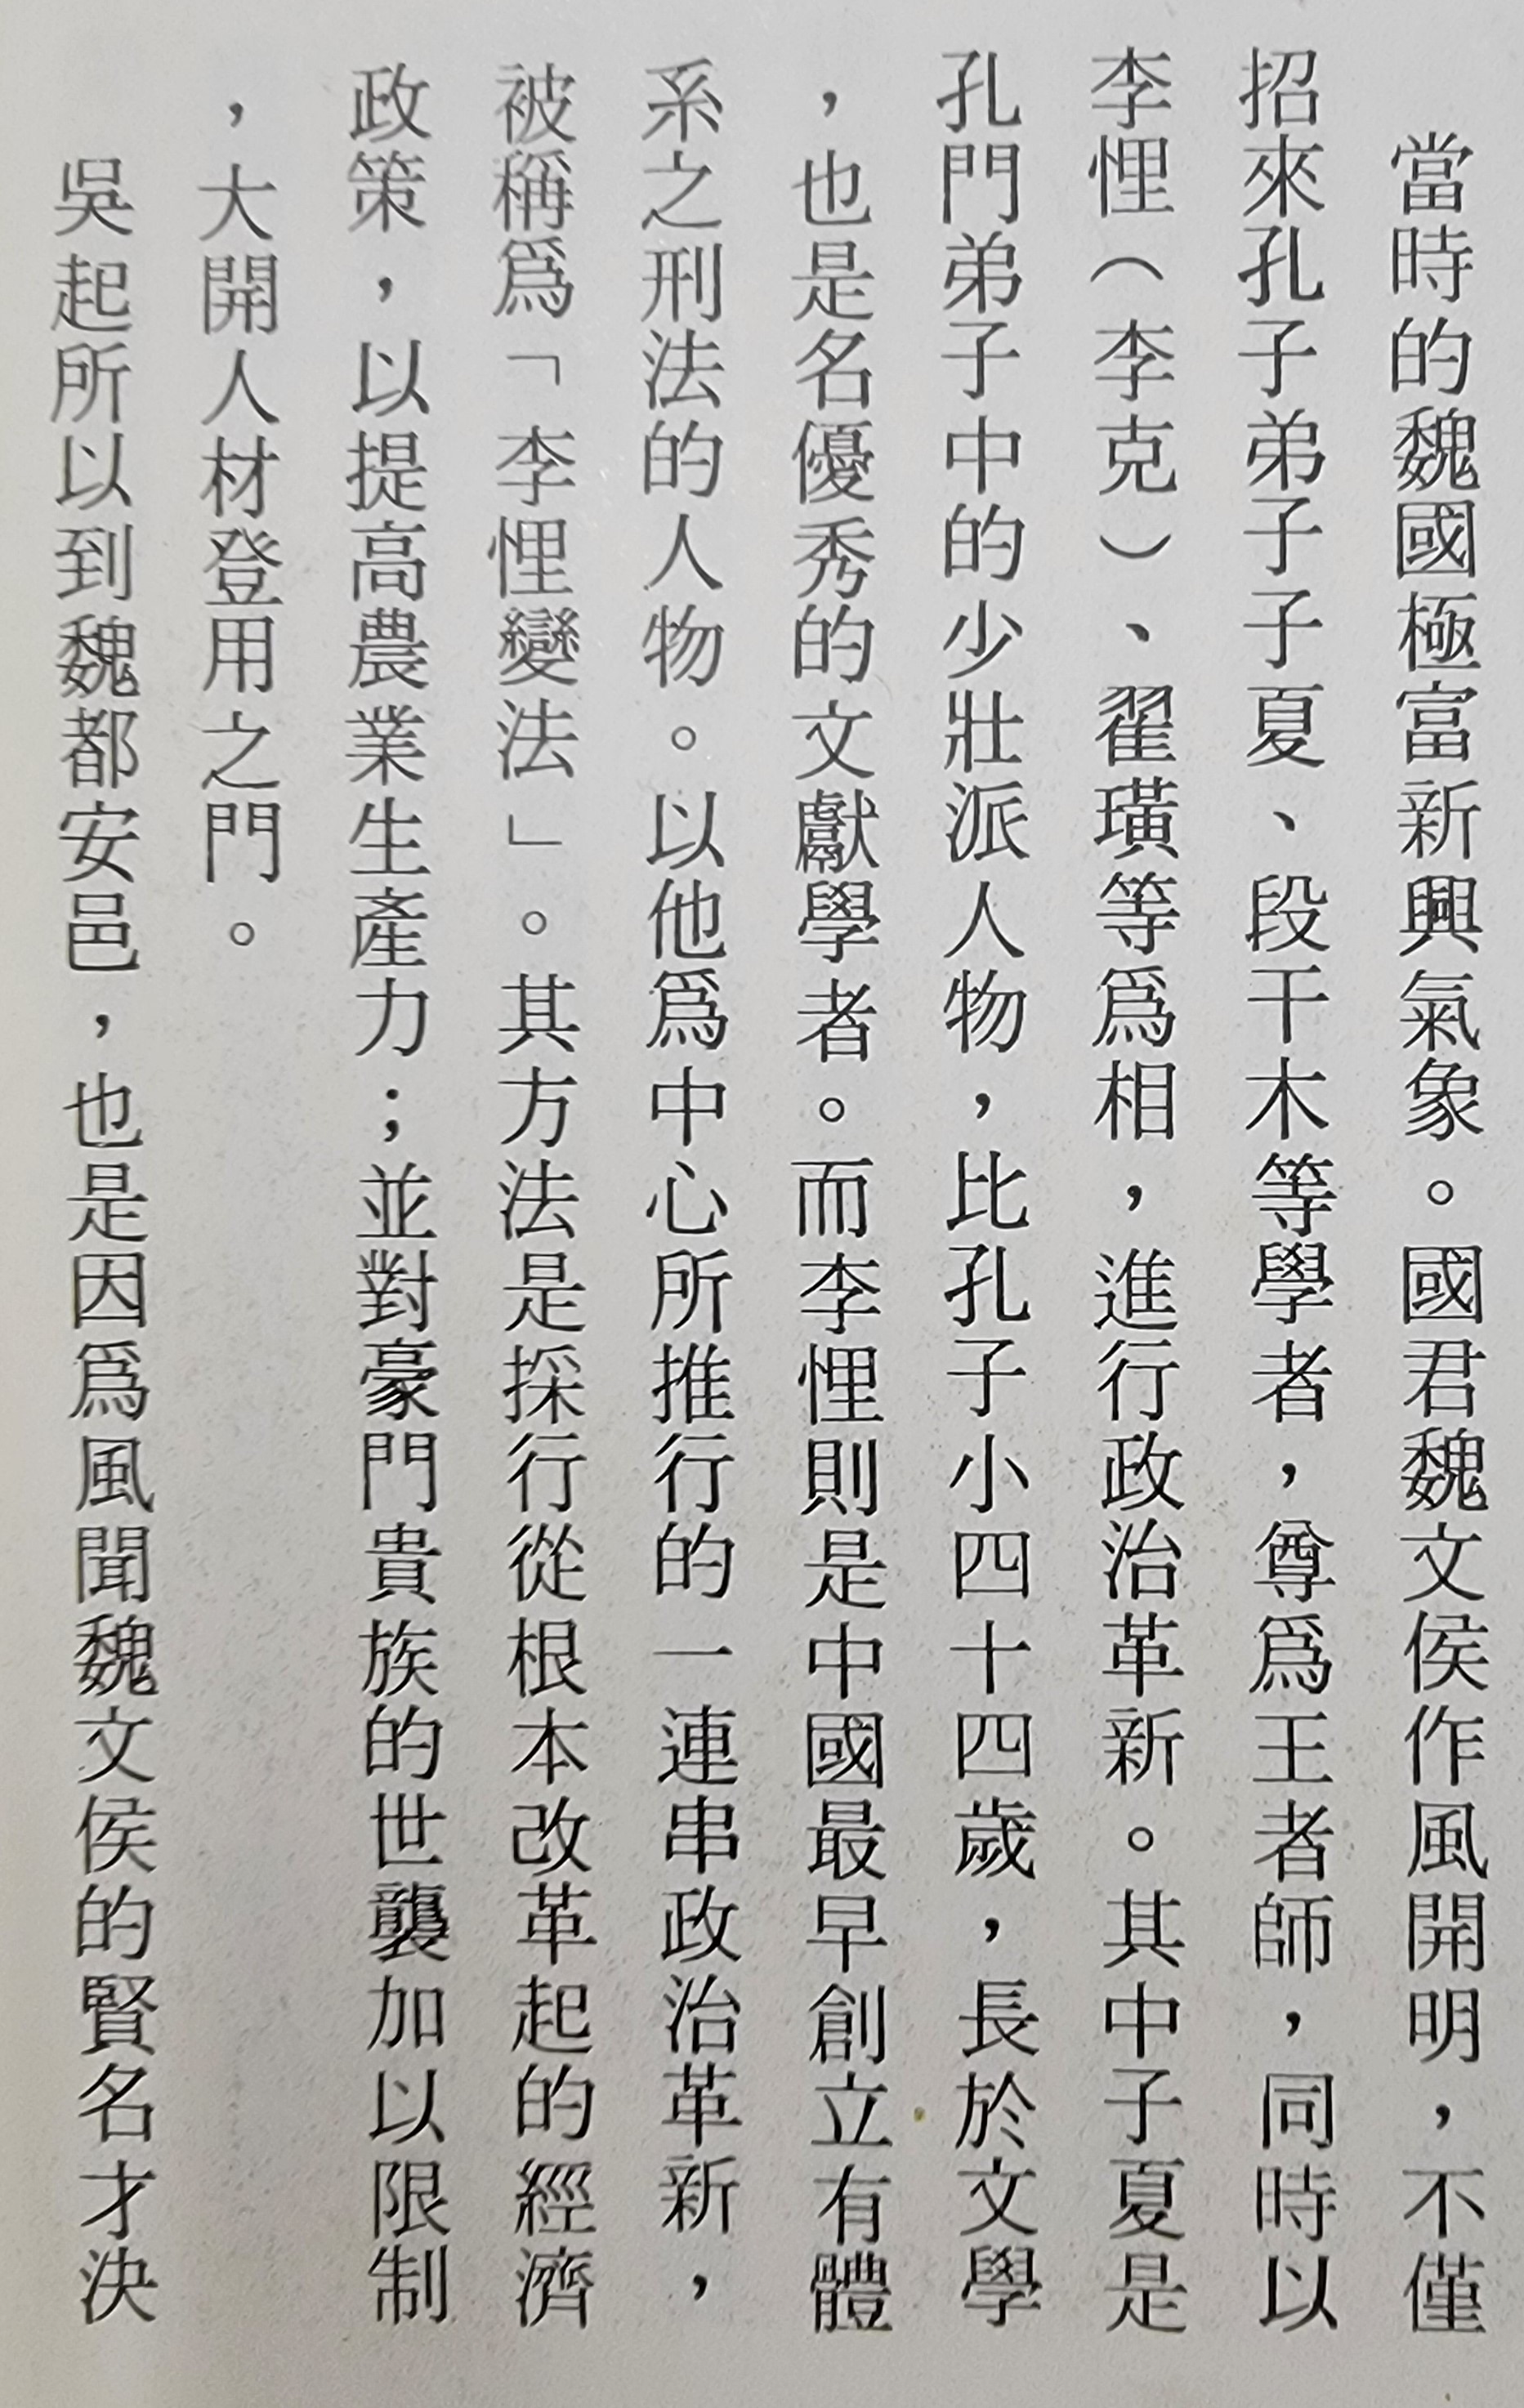 當時的魏國極富新興氣象。國君魏文侯作風開明，不僅
招來孔子弟子子夏、段干木等學者，尊爲王者師，同時以
李悝（李克）、翟璜等爲相，進行政治革新。其中子夏是
孔門弟子中的少壯派人物，比孔子小四十四歲，長於文學
，也是名優秀的文獻學者。而李悝則是中國最早創立有體
系之刑法的人物。以他爲中心所推行的一連串政治革新，
被稱爲「李悝變法」。其方法是採行從根本改革起的經濟
政策，以提高農業生產力；並對豪門貴族的世襲加以限制
，大開人材登用之門。
吳起所以到魏都安邑，也是因爲風聞魏文侯的賢名才決